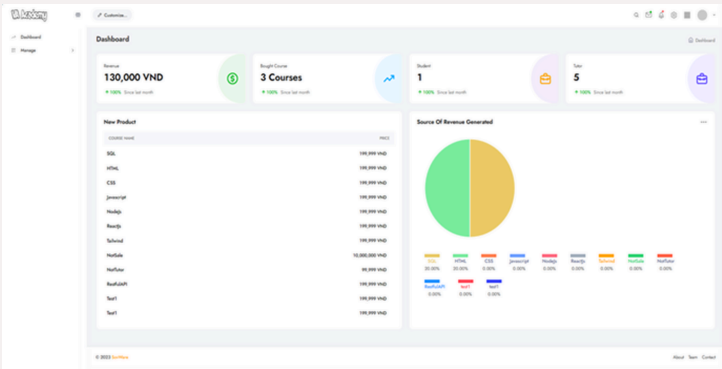 Academy
Customize...
Dashboard
Manage
Dashboard
Dashboard
Revenue
130,000 VND
100% Since last month
Bought Course
3 Courses
100% Since last month
Student
1
100% Since last month
Tutor
5
100% Since last month
New Product
COURSE NAME PRICE
SQL 199,999 VND
HTML 199,999 VND
CSS 199,999 VND
Javascript 199,999 VND
Nodejs 199,999 VND
Reactjs 199,999 VND
Tailwind 199,999 VND
NotSale 10,000,000 VND
NotTutor 99,999 VND
RestFulAPI 199,999 VND
Test1 199,999 VND
Test1 199,999 VND
Source Of Revenue Generated
SQL HTML CSS Javascript Nodejs Reactjs Tailwind NotSale NotTutor
50.00% 50.00% 0.00% 0.00% 0.00% 0.00% 0.00% 0.00% 0.00%
RestFulAPI Test1 Test1
0.00% 0.00% 0.00%
© 2023
About Team Contact